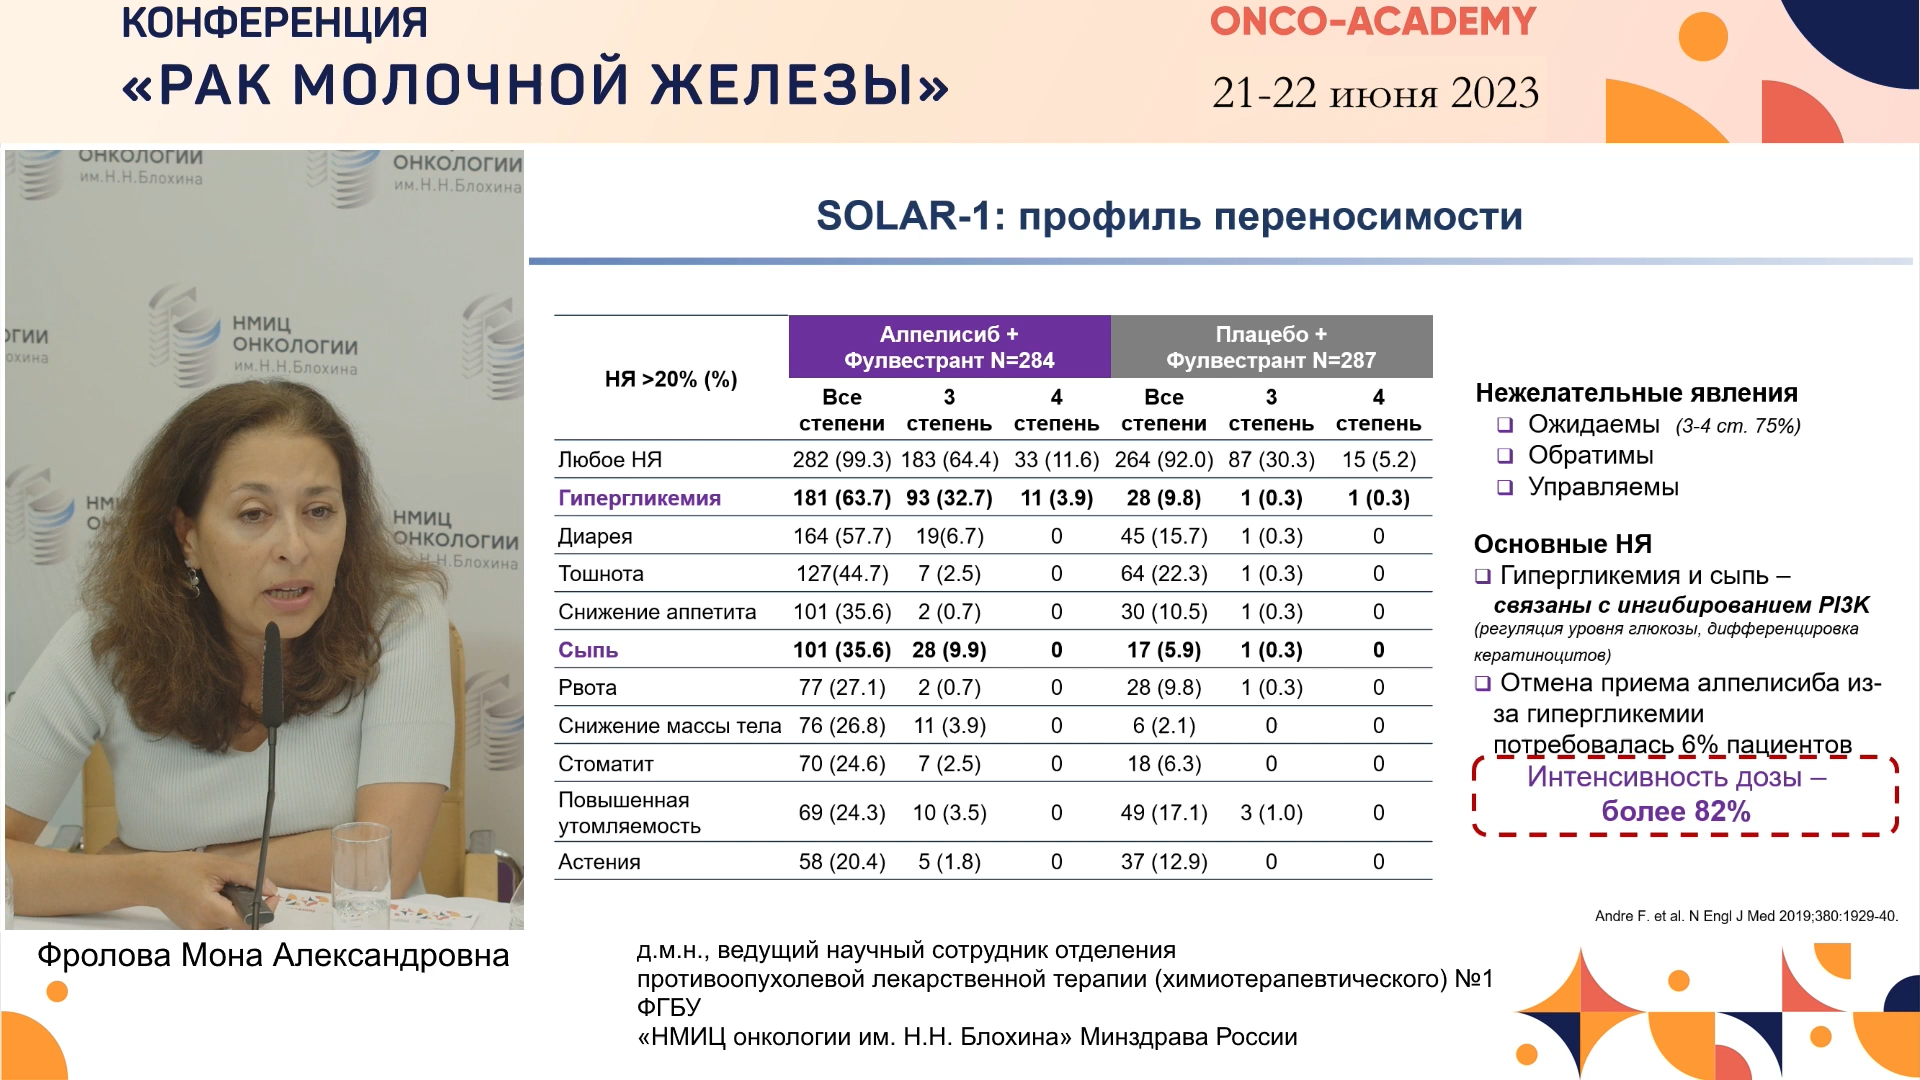 КОНФЕРЕНЦИЯ
«РАК МОЛОЧНОЙ ЖЕЛЕЗЫ»
ONCO-ACADEMY
21-22 июня 2023
ОНКОЛОГИИ
им.Н.Н.Блохина
ОНКОЛОГИИ
им.Н.Н.Блохина
НМИЦ
ОНКОЛОГИИ
им.Н.Н.Блохина
НМИЦ
ОНКОЛОГИИ
Н.Блохина
SOLAR-1: профиль переносимости
НЯ >20% (%)
Алпелисиб +
Фулвестрант N=284
Плацебо +
Фулвестрант N=287
Все степени 3 степень 4 степень Все степени 3 степень 4 степень
Любое НЯ 282 (99.3) 183 (64.4) 33 (11.6) 264 (92.0) 87 (30.3) 15 (5.2)
Гипергликемия 181 (63.7) 93 (32.7) 11 (3.9) 28 (9.8) 1 (0.3) 1 (0.3)
Диарея 164 (57.7) 19(6.7) 0 45 (15.7) 1 (0.3) 0
Тошнота 127(44.7) 7 (2.5) 0 64 (22.3) 1 (0.3) 0
Снижение аппетита 101 (35.6) 2 (0.7) 0 30 (10.5) 1 (0.3) 0
Сыпь 101 (35.6) 28 (9.9) 0 17 (5.9) 1 (0.3) 0
Рвота 77 (27.1) 2 (0.7) 0 28 (9.8) 1 (0.3) 0
Снижение массы тела 76 (26.8) 11 (3.9) 0 6 (2.1) 0 0
Стоматит 70 (24.6) 7 (2.5) 0 18 (6.3) 0 0
Повышенная утомляемость 69 (24.3) 10 (3.5) 0 49 (17.1) 3 (1.0) 0
Астения 58 (20.4) 5 (1.8) 0 37 (12.9) 0 0
Нежелательные явления
❑ Ожидаемы (3-4 ст. 75%)
❑ Обратимы
❑ Управляемы
Основные НЯ
❑ Гипергликемия и сыпь –
связаны с ингибированием PI3K
(регуляция уровня глюкозы, дифференцировка
кератиноцитов)
❑ Отмена приема алпелисиба из-
за гипергликемии
потребовалась 6% пациентов
Интенсивность дозы –
более 82%
Andre F. et al. N Engl J Med 2019;380:1929-40.
Фролова Мона Александровна
д.м.н., ведущий научный сотрудник отделения
противоопухолевой лекарственной терапии (химиотерапевтического) №1
ФГБУ
«НМИЦ онкологии им. Н.Н. Блохина» Минздрава России